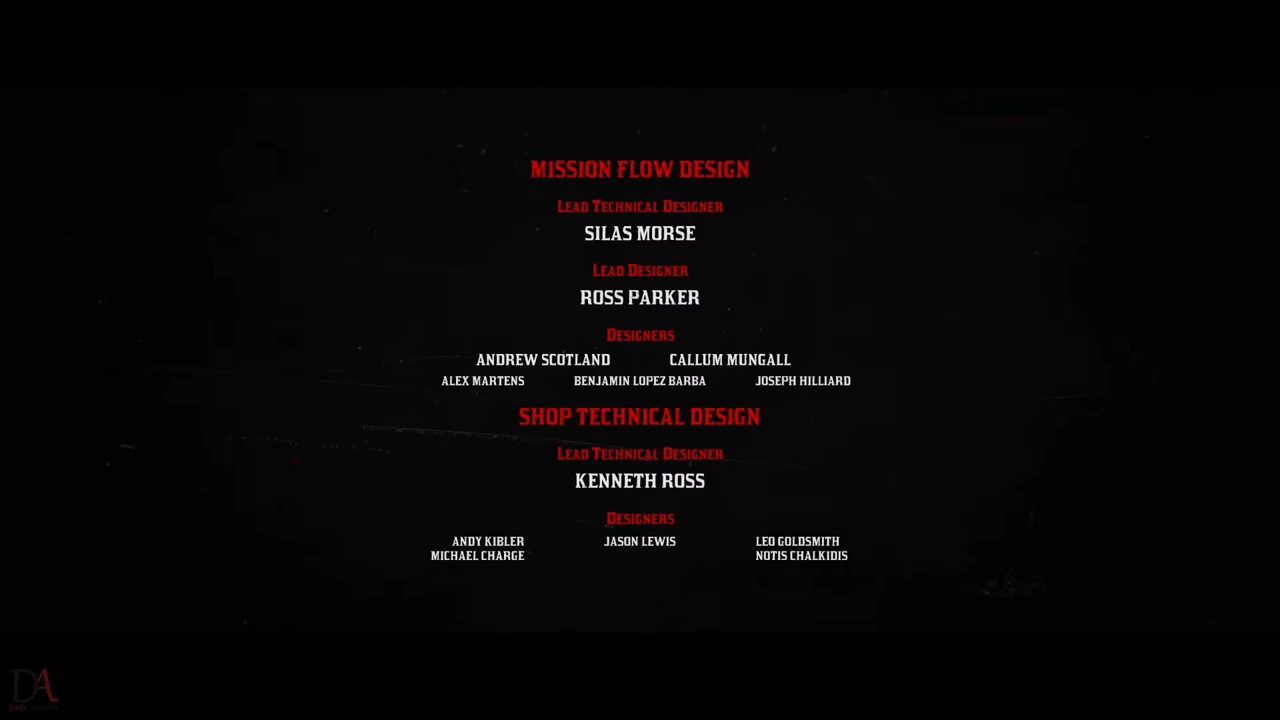 MISSION FLOW DESIGN
LEAD TECHNICAL DESIGNER
SILAS MORSE
LEAD DESIGNER
ROSS PARKER
DESIGNERS
ANDREW SCOTLAND CALLUM MUNGALL
ALEX MARTENS BENJAMIN LOPEZ BARBA JOSEPH HILLIARD
SHOP TECHNICAL DESIGN
LEAD TECHNICAL DESIGNER
KENNETH ROSS
DESIGNERS
ANDY KIBLER JASON LEWIS LEO GOLDSMITH
MICHAEL CHARGE NOTIS CHALKIDIS
DA